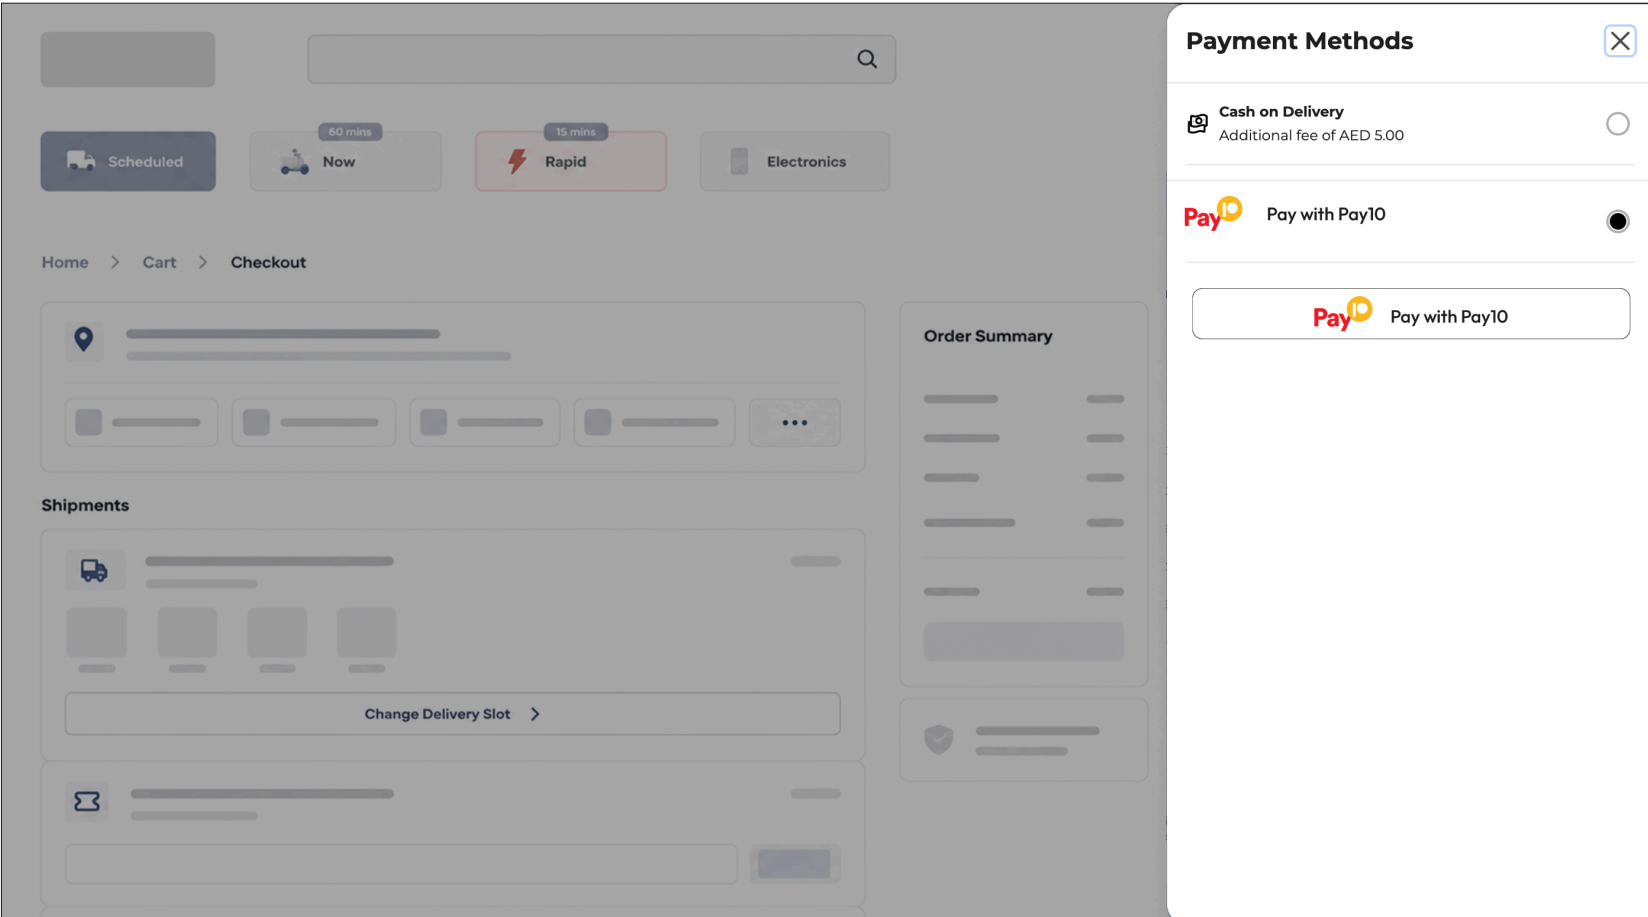 Payment Methods
Cash on Delivery
Additional fee of AED 5.00
Pay10
Pay with Pay10
Pay10
Pay with Pay10
60 mins
15 mins
Scheduled
Now
Rapid
Electronics
Home
Cart
Checkout
Order Summary
Shipments
Change Delivery Slot